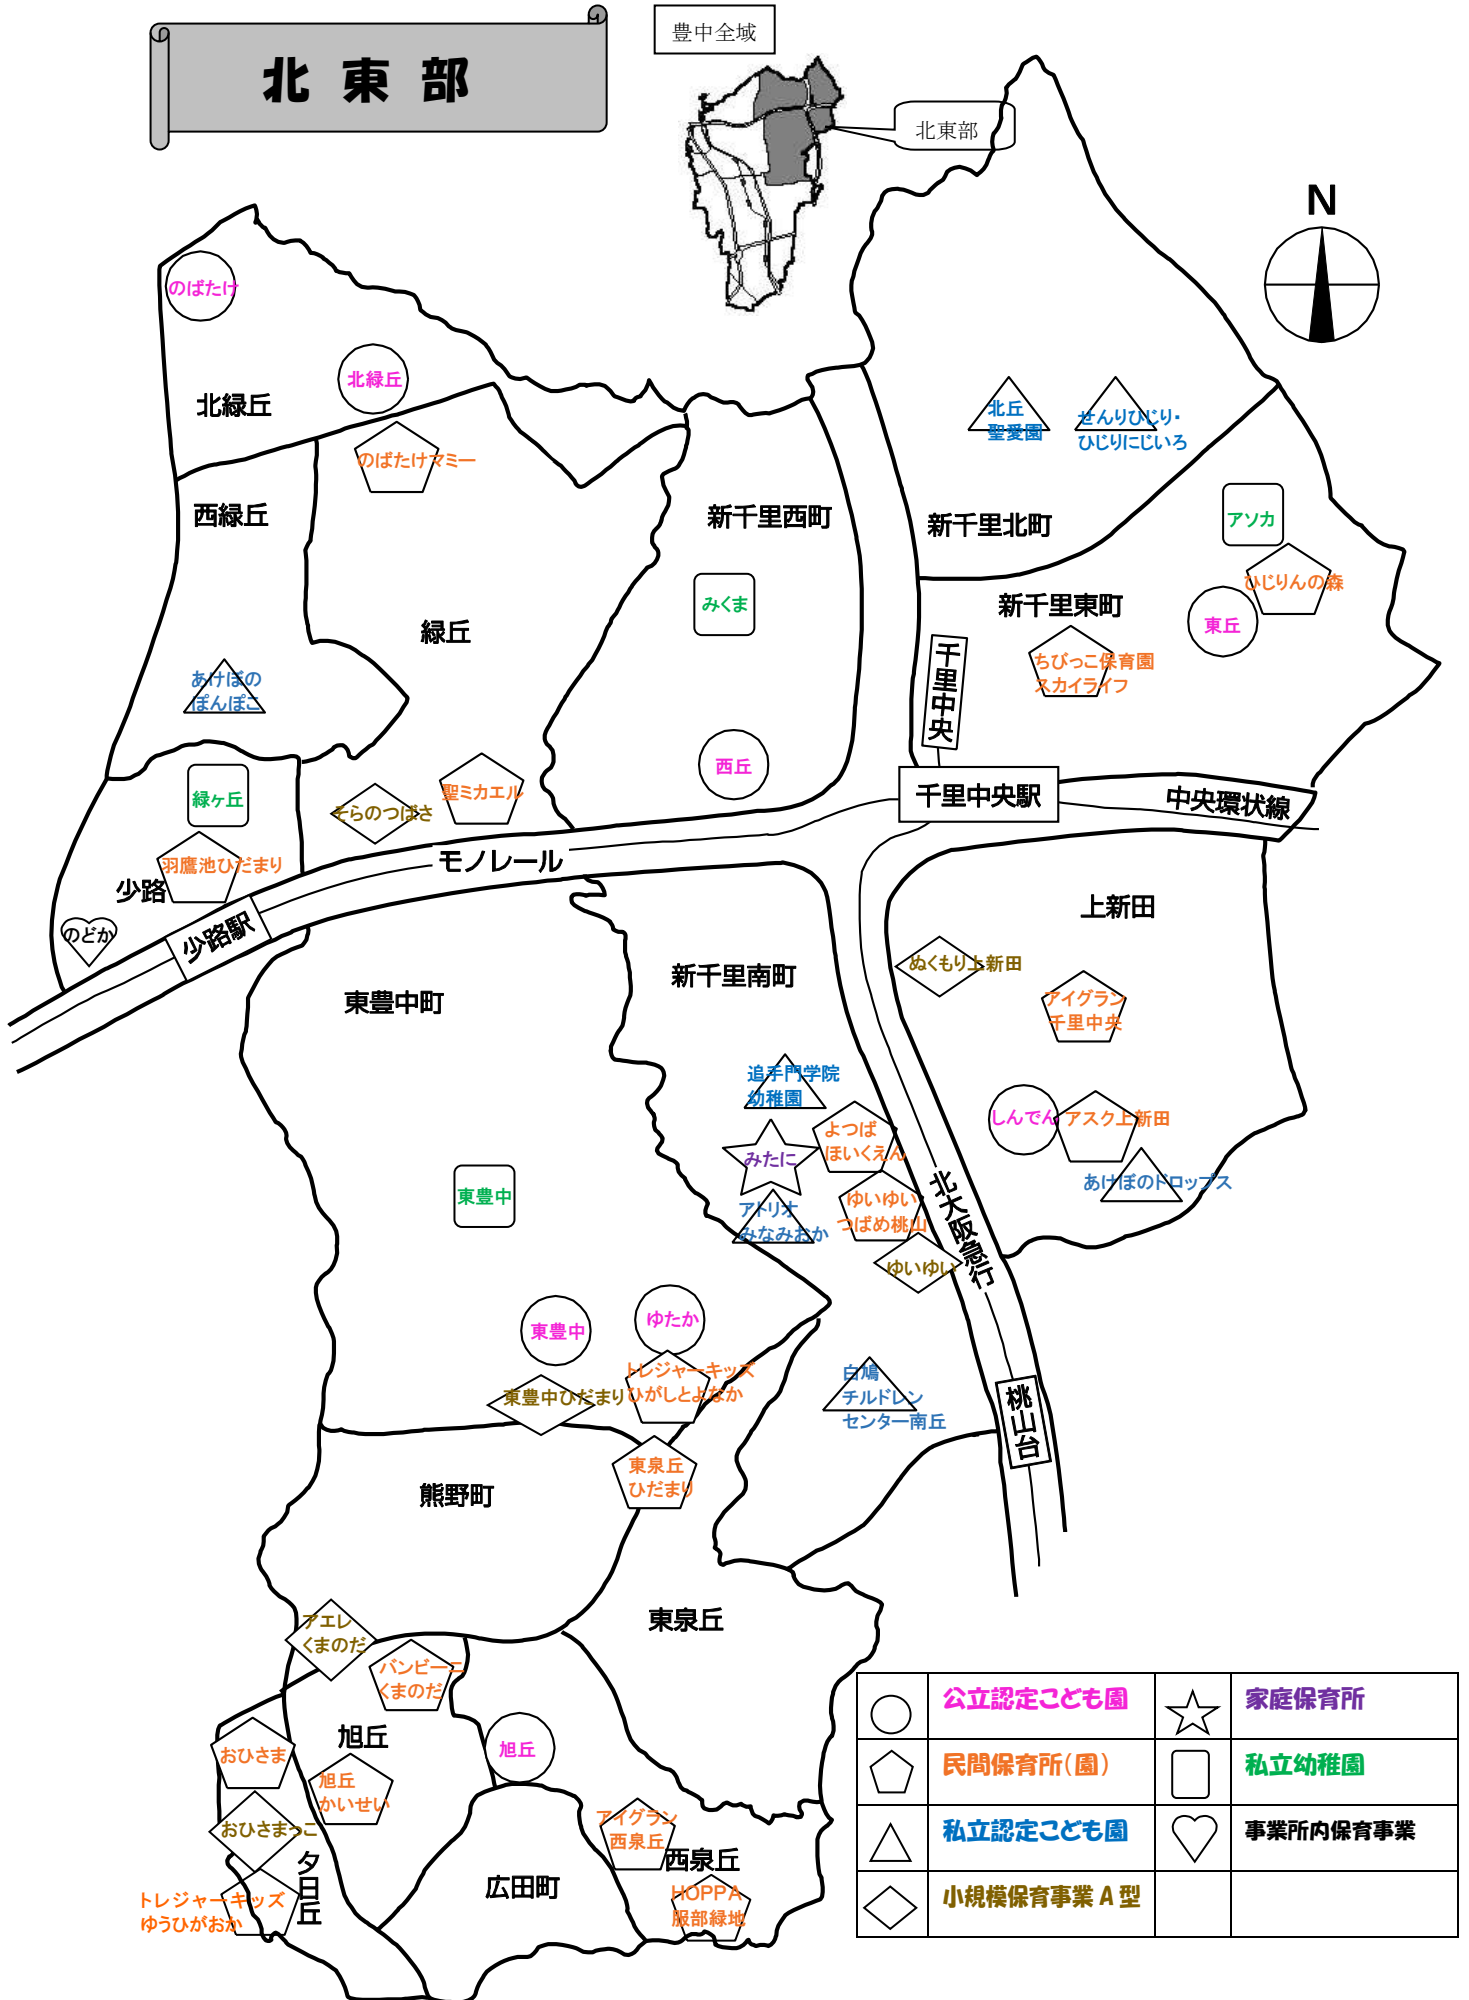 北東部
豊中全域
北東部
N
のばたけ
北緑丘
北緑丘
のばたけマミー
西緑丘
緑丘
新千里西町
みくま
西丘
北丘
聖愛園
せんりひじり・
ひじりにじいろ
新千里北町
アソカ
ひじりんの森
東丘
新千里東町
ちびっこ保育園
スカイライフ
千里中央
千里中央駅
中央環状線
あけぼの
ぽんぽこ
緑ヶ丘
羽鷹池ひだまり
少路
のどか
そらのつばさ
聖ミカエル
モノレール
少路駅
東豊中町
新千里南町
上新田
ぬくもり上新田
アイグラン
千里中央
しんでん
アスク上新田
あけぼのドロップス
追手門学院
幼稚園
よつば
ほいくえん
みたに
アトリオ
みなみおか
ゆいゆい
つばめ桃山
ゆいゆい
北大阪急行
東豊中
東豊中
ゆたか
トレジャーキッズ
ひがしとよなか
東豊中ひだまり
白鳩
チルドレン
センター南丘
桃山台
東泉丘
ひだまり
熊野町
東泉丘
アエレ
くまのだ
バンビーニ
くまのだ
旭丘
旭丘
おひさま
旭丘
かいせい
おひさまっこ
夕日丘
トレジャーキッズ
ゆうひがおか
広田町
アイグラン
西泉丘
西泉丘
HOPPA
服部緑地
公立認定こども園
家庭保育所
民間保育所(園)
私立幼稚園
私立認定こども園
事業所内保育事業
小規模保育事業A型